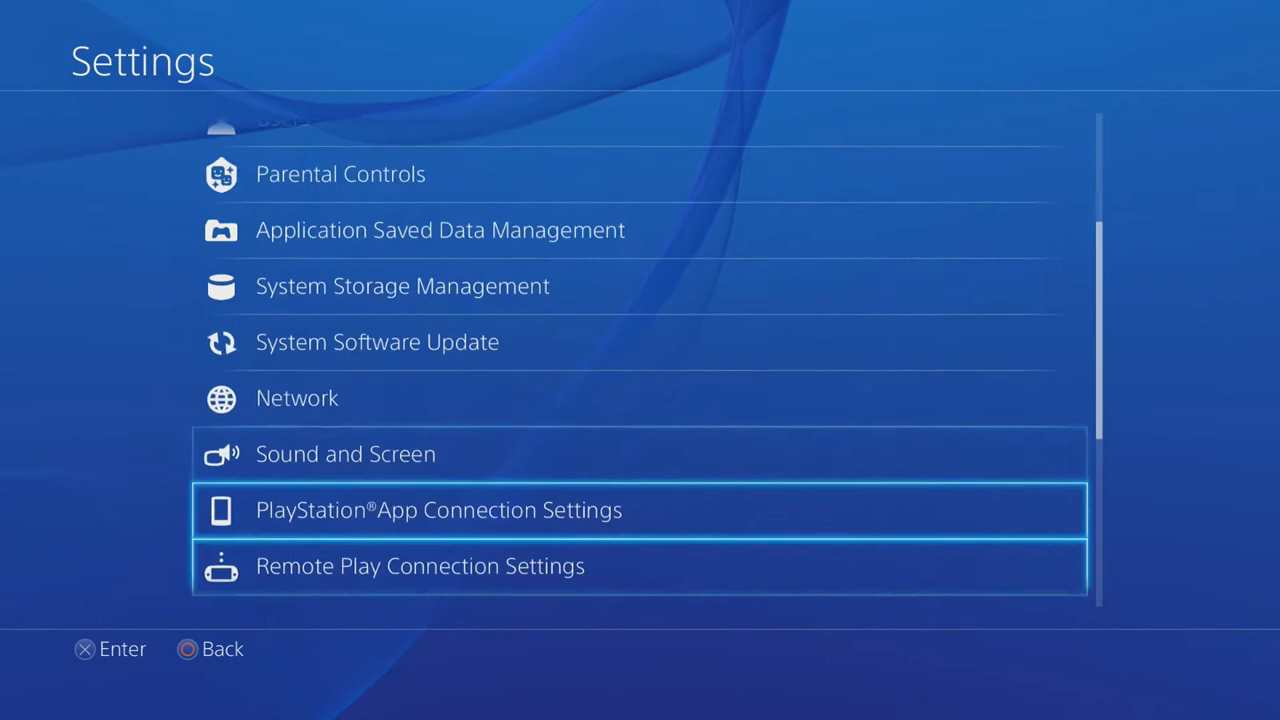 Settings
Parental Controls
Application Saved Data Management
System Storage Management
System Software Update
Network
Sound and Screen
PlayStation®App Connection Settings
Remote Play Connection Settings
Enter
Back